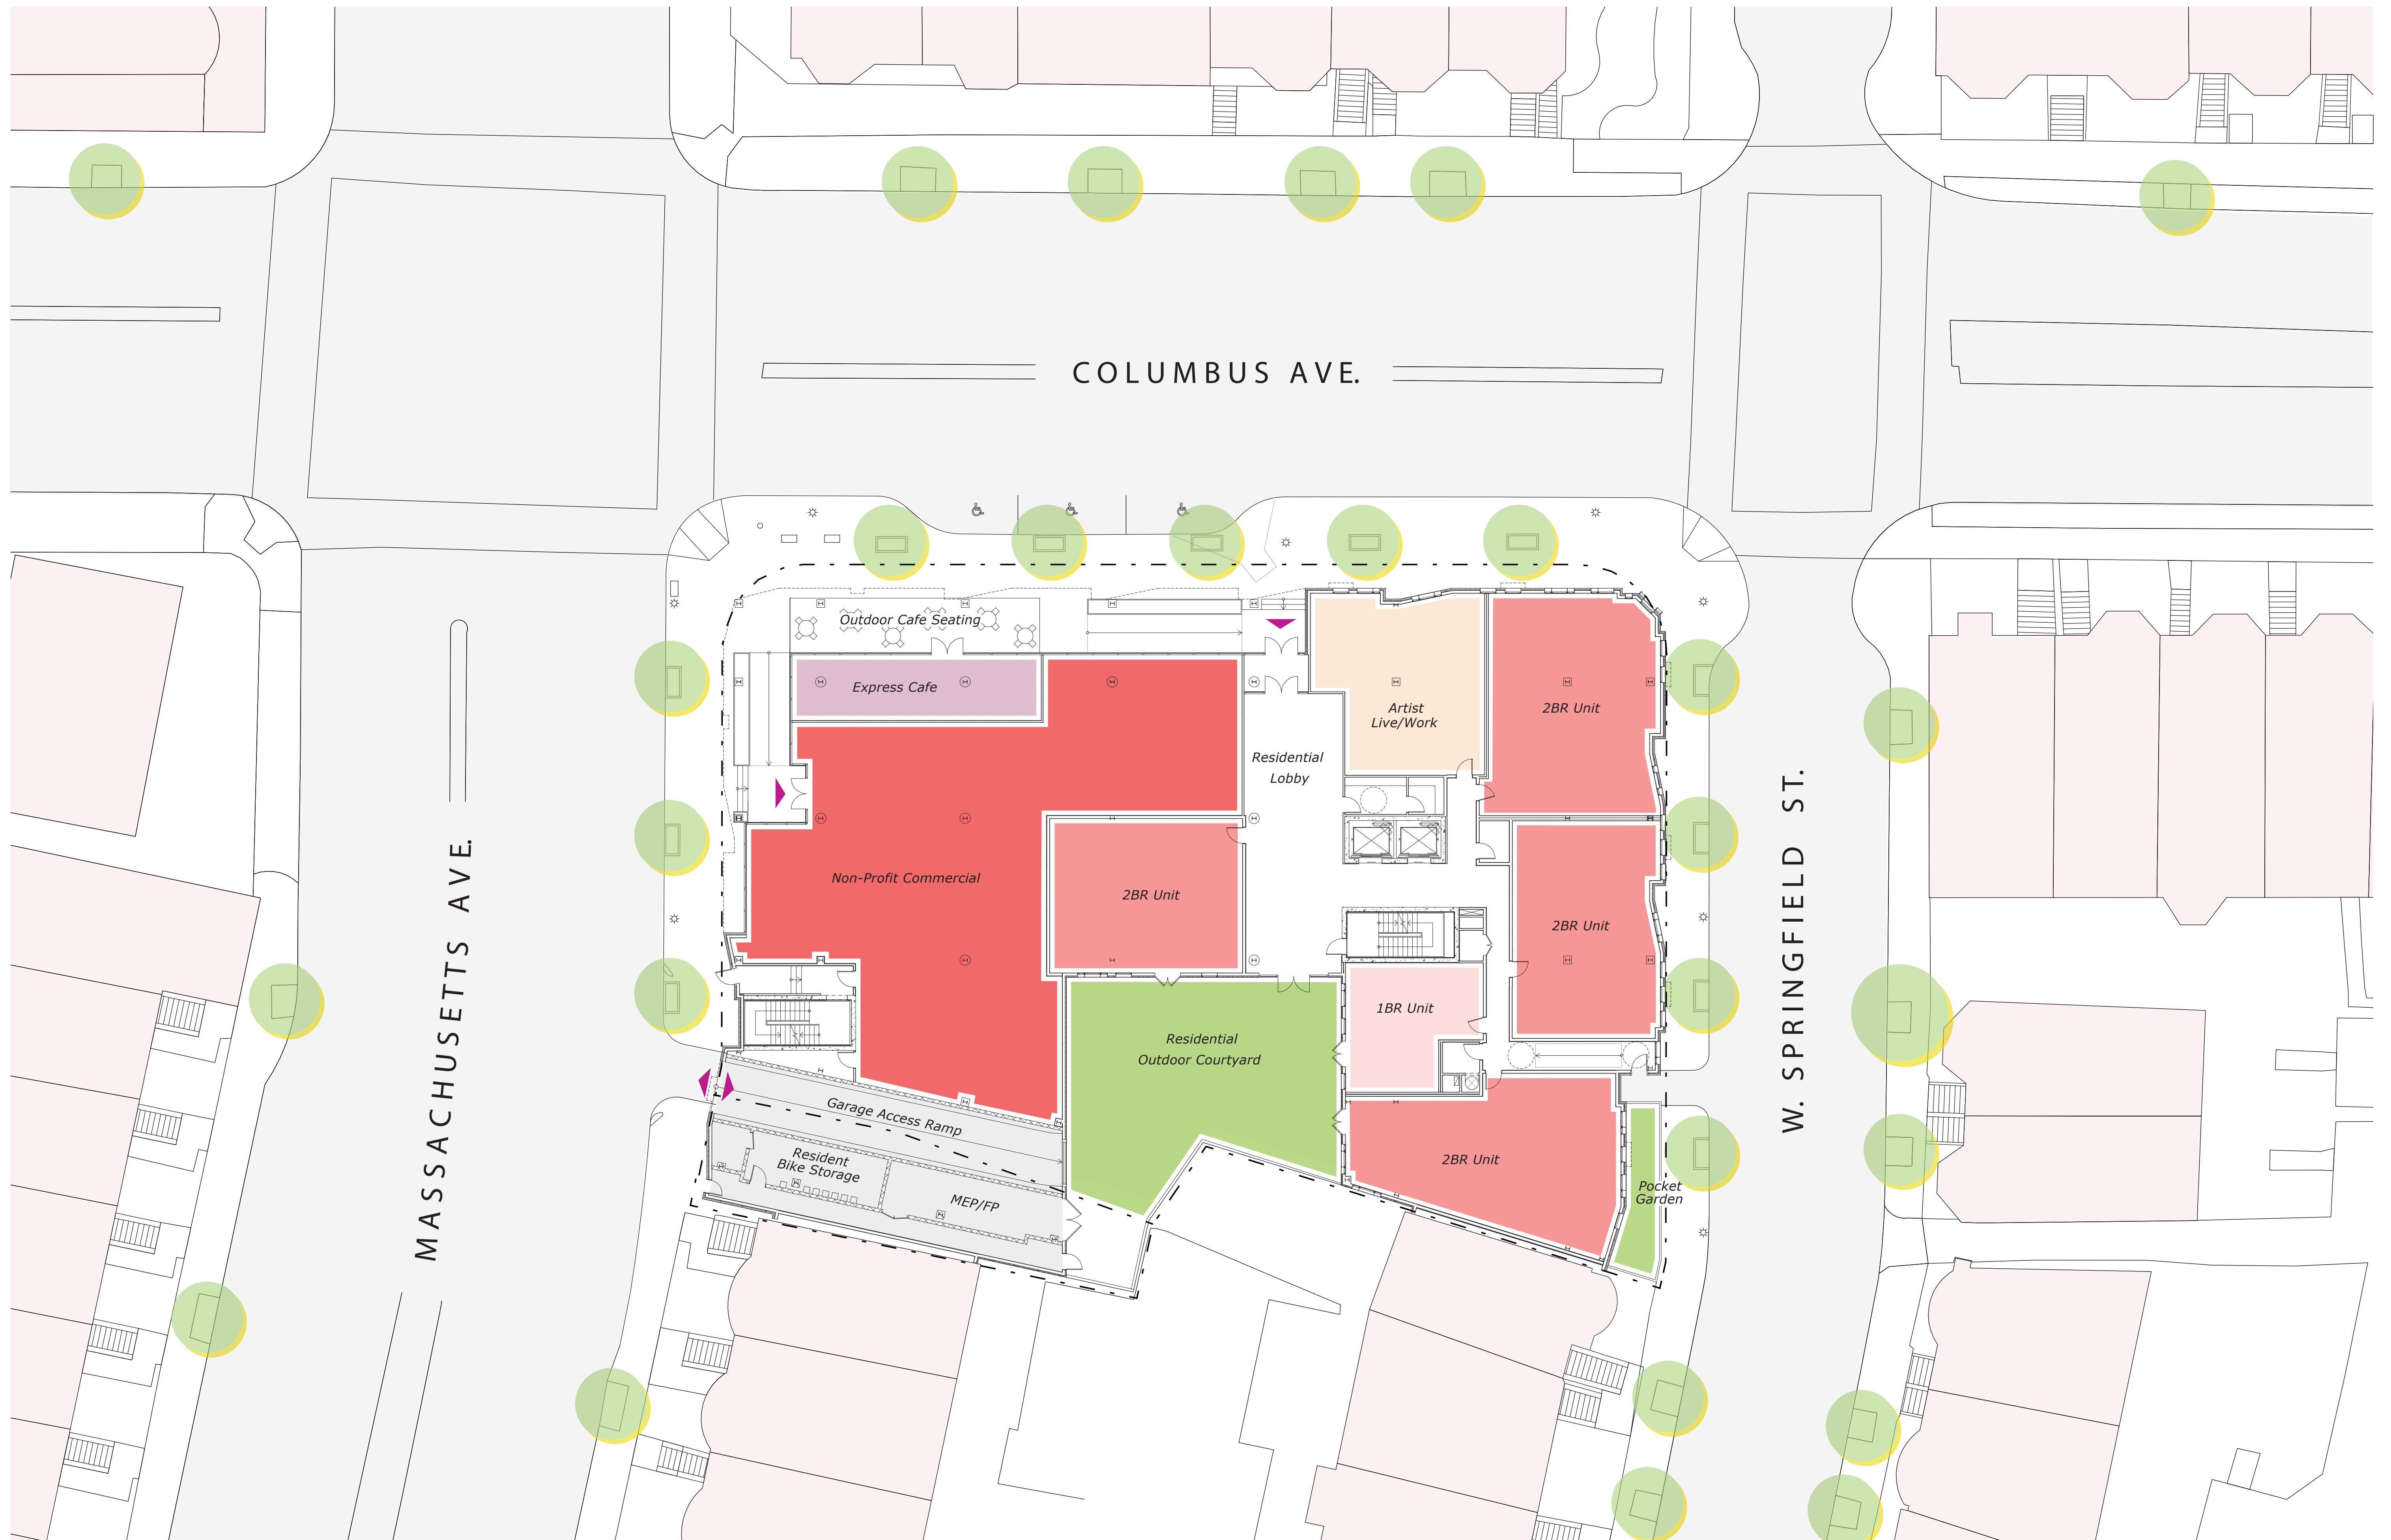 COLUMBUS AVE.
Outdoor Cafe Seating
Express Cafe
Artist
Live/Work
2BR Unit
Residential
Lobby
Non-Profit Commercial
2BR Unit
2BR Unit
1BR Unit
Residential
Outdoor Courtyard
Garage Access Ramp
Resident
Bike Storage
MEP/FP
2BR Unit
Pocket
Garden
MASSACHUSETTS AVE.
W. SPRINGFIELD ST.